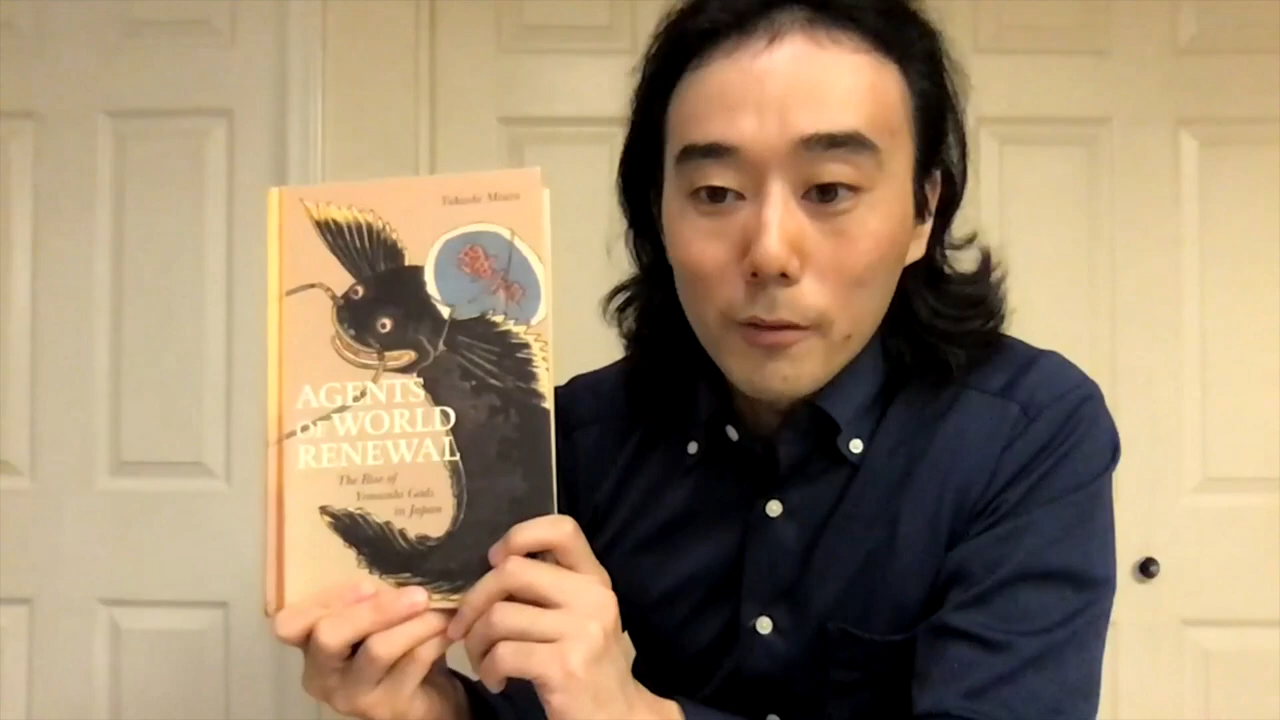 Takashi Miura
AGENTS
OF WORLD
RENEWAL
The Rise of
Yonaoshi Gods
in Japan